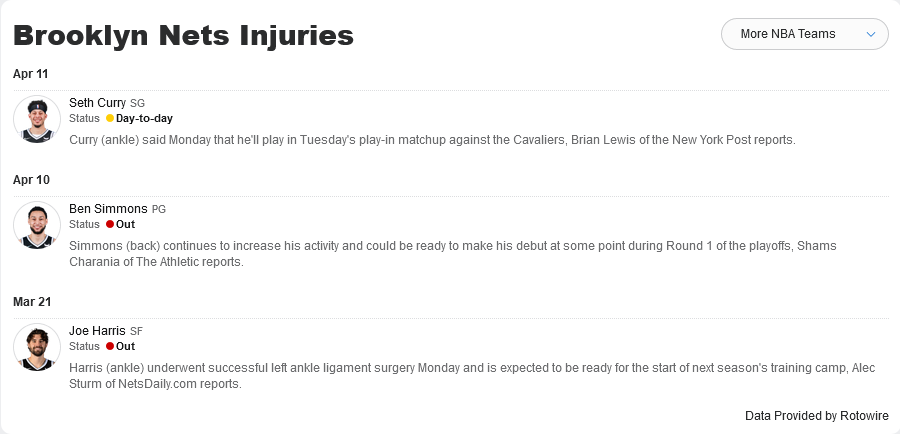 Brooklyn Nets Injuries
More NBA Teams
Apr 11
Seth Curry SG
Status Day-to-day
Curry (ankle) said Monday that he'll play in Tuesday's play-in matchup against the Cavaliers, Brian Lewis of the New York Post reports.
Apr 10
Ben Simmons PG
Status Out
Simmons (back) continues to increase his activity and could be ready to make his debut at some point during Round 1 of the playoffs, Shams
Charania of The Athletic reports.
Mar 21
Joe Harris SF
Status Out
Harris (ankle) underwent successful left ankle ligament surgery Monday and is expected to be ready for the start of next season's training camp, Alec
Sturm of NetsDaily.com reports.
Data Provided by Rotowire